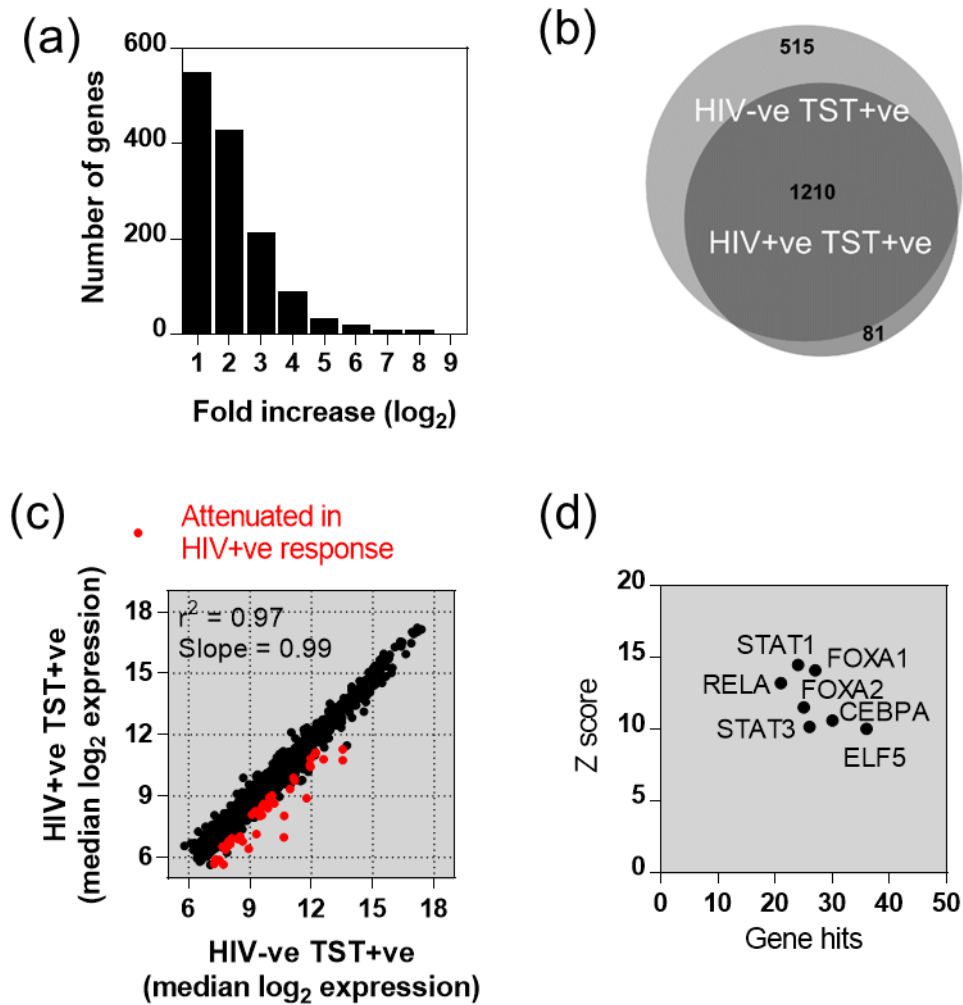 (a)
600
400
200
0
Number of genes
1 2 3 4 5 6 7 8 9
Fold increase (log₂)
(b)
515
HIV-ve TST+ve
1210
HIV+ve TST+ve
81
(c)
Attenuated in
HIV+ve response
r² = 0.97
Slope = 0.99
18
15
12
9
6
HIV+ve TST+ve
(median log₂ expression)
6 9 12 15 18
HIV-ve TST+ve
(median log₂ expression)
(d)
20
15
10
5
0
Z score
STAT1
FOXA1
RELA
FOXA2
CEBPA
STAT3
ELF5
0 10 20 30 40 50
Gene hits